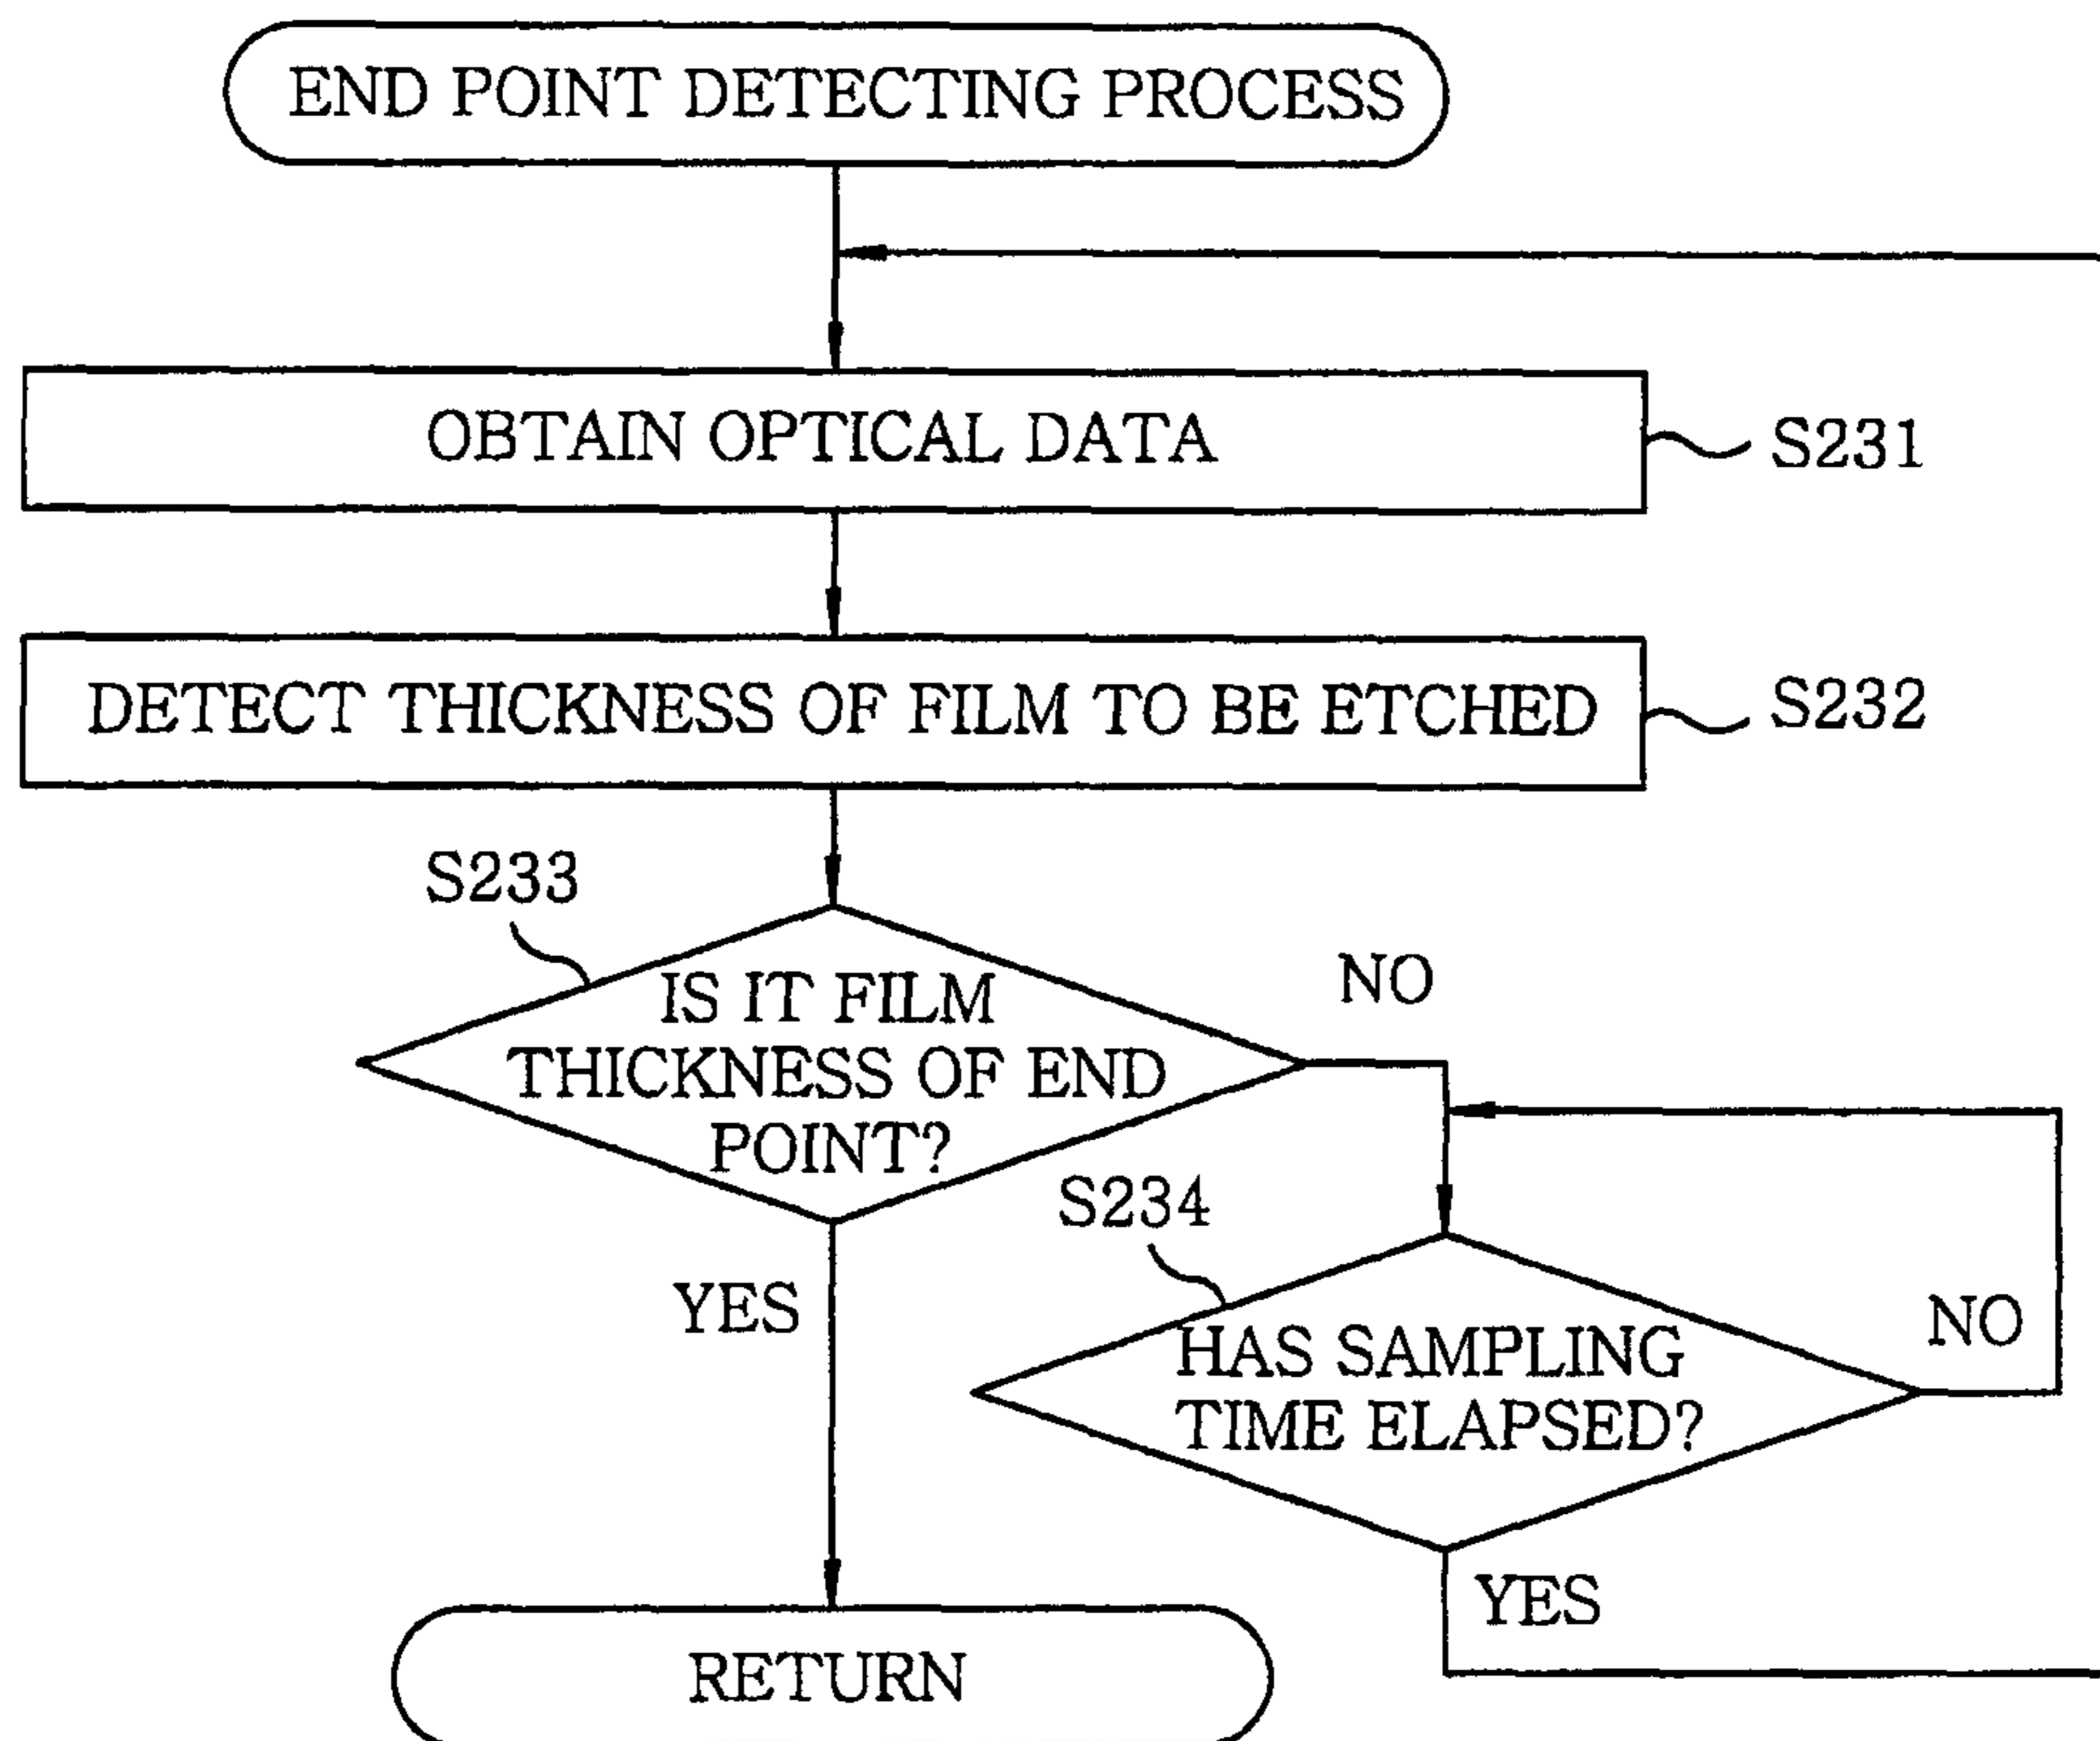 END POINT DETECTING PROCESS
OBTAIN OPTICAL DATA
S231
DETECT THICKNESS OF FILM TO BE ETCHED
S232
S233
IS IT FILM
THICKNESS OF END
POINT?
NO
YES
S234
HAS SAMPLING
TIME ELAPSED?
NO
YES
RETURN